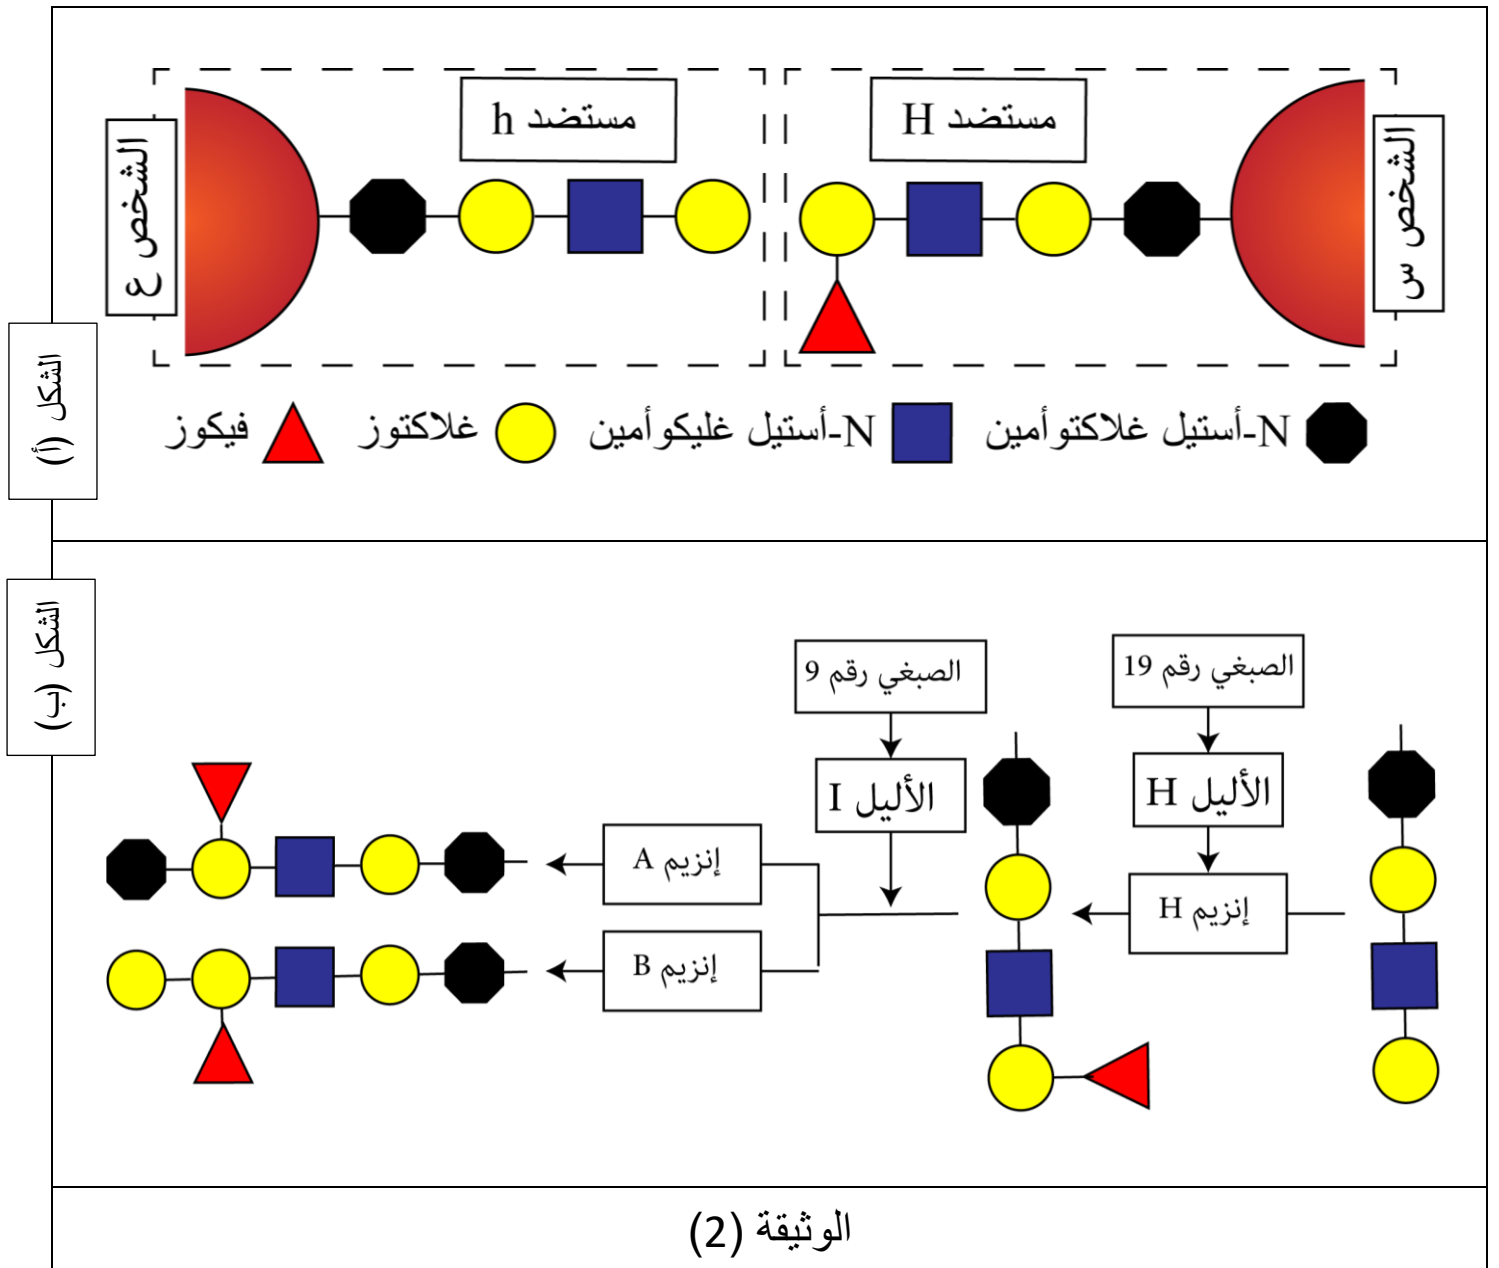 الشكل (أ)
الشخص س
مستضد H
مستضد h
الشخص ع
N-أستيل غلاكتوأمين
N-أستيل غليكوأمين
غلاكتوز
فيكوز
الشكل (ب)
الصبغي رقم 19
الصبغي رقم 9
الأليل H
الأليل I
إنزيم H
إنزيم A
إنزيم B
الوثيقة (2)